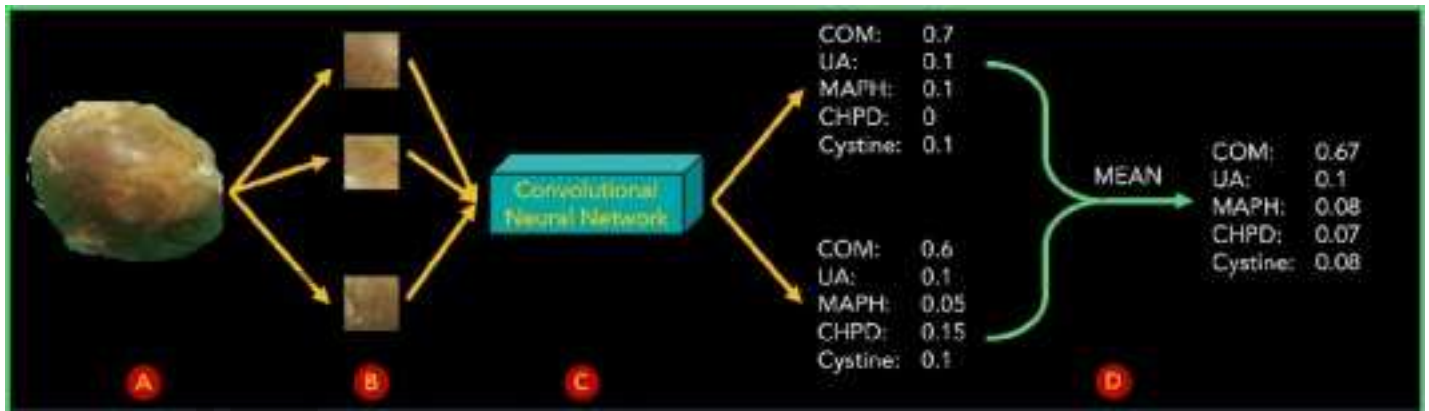 COM: 0.7
UA: 0.1
MAPH: 0.1
CHPD: 0
Cystine: 0.1
Convolutional
Neural Network
COM: 0.6
UA: 0.1
MAPH: 0.05
CHPD: 0.15
Cystine: 0.1
MEAN
COM: 0.67
UA: 0.1
MAPH: 0.08
CHPD: 0.07
Cystine: 0.08
A
B
C
D